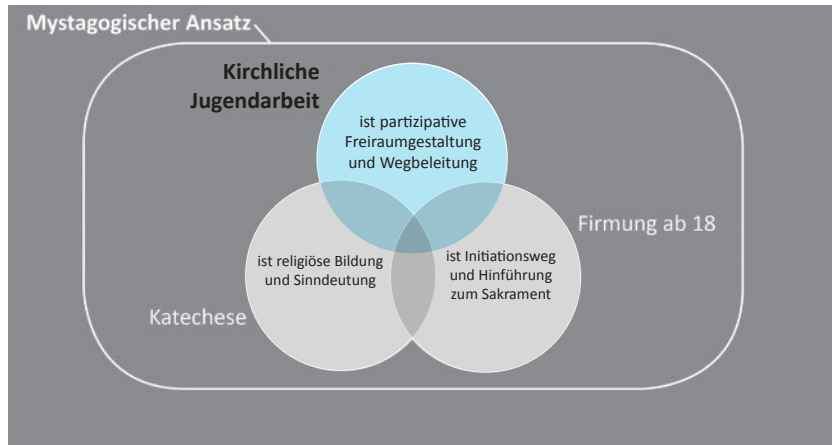 Mystagogischer Ansatz
Kirchliche
Jugendarbeit
ist partizipative
Freiraumgestaltung
und Wegbeleitung
ist religiöse Bildung
und Sinndeutung
ist Initiationsweg
und Hinführung
zum Sakrament
Firmung ab 18
Katechese